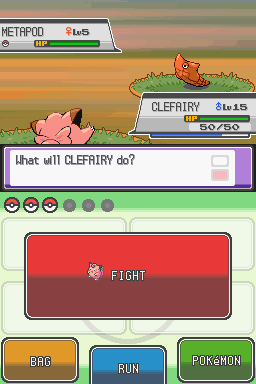 METAPOD ♀Lv5
HP
CLEFAIRY ♂Lv15
HP
50/50
What will CLEFAIRY do?
FIGHT
BAG
RUN
POKéMON